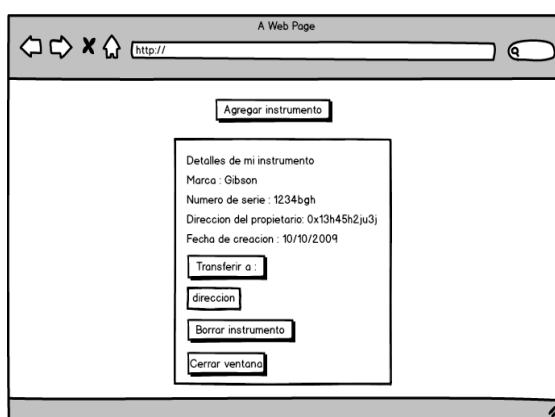 A Web Page
http://
Agregar instrumento
Detalles de mi instrumento
Marca : Gibson
Numero de serie : 1234bgh
Direccion del propietario: 0x13h45h2ju3j
Fecha de creacion : 10/10/2009
Transferir a :
direccion
Borrar instrumento
Cerrar ventana